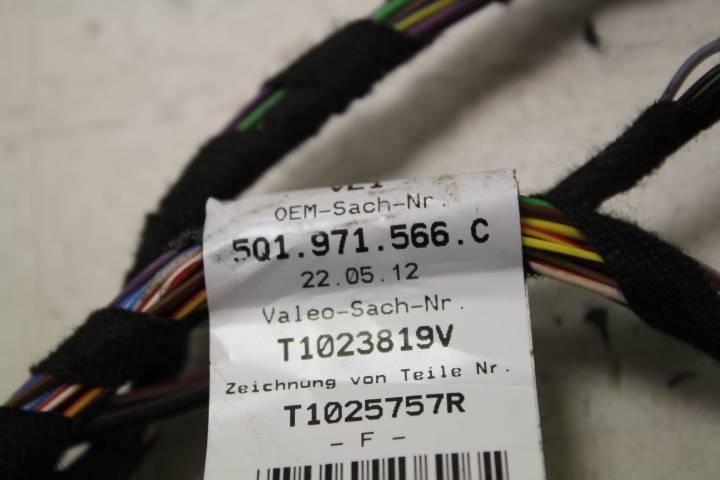 OEM-Sach-Nr.
5Q1.971.566.C
22.05.12
Valeo-Sach-Nr.
T1023819V
Zeichnung von Teile Nr.
T1025757R
- F -